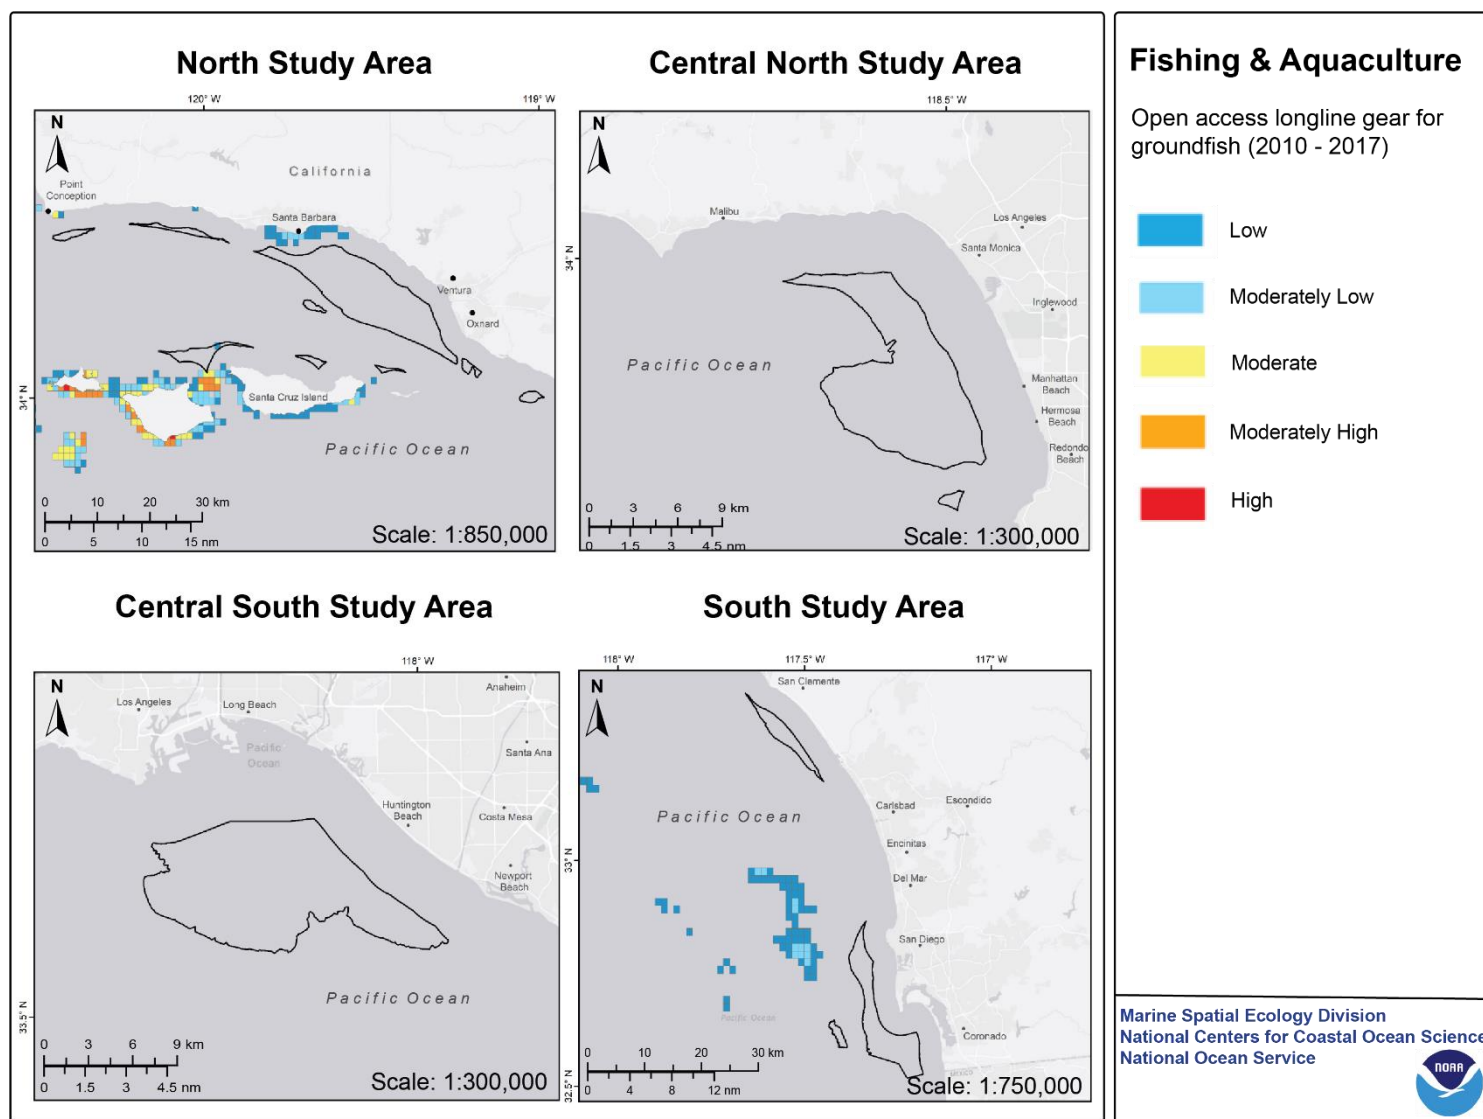 North Study Area
120° W
119° W
N
California
Point
Conception
Santa Barbara
Ventura
Oxnard
34° N
Santa Cruz Island
Pacific Ocean
0 10 20 30 km
0 5 10 15 nm
Scale: 1:850,000
Central North Study Area
118.5° W
N
Malibu
Los Angeles
Santa Monica
34° N
Inglewood
Pacific Ocean
Manhattan
Beach
Hermosa
Beach
Redondo
Beach
0 3 6 9 km
0 1.5 3 4.5 nm
Scale: 1:300,000
Central South Study Area
118° W
N
Anaheim
Los Angeles
Long Beach
Pacific
Ocean
Santa Ana
Huntington
Beach
Costa Mesa
Newport
Beach
Pacific Ocean
33.5° N
0 3 6 9 km
0 1.5 3 4.5 nm
Scale: 1:300,000
South Study Area
118° W
117.5° W
117° W
N
San Clemente
Pacific Ocean
Carlsbad
Escondido
Encinitas
33° N
Del Mar
San Diego
Pacific Ocean
Coronado
MEXICO
0 10 20 30 km
0 4 8 12 nm
32.5° N
Scale: 1:750,000
Fishing & Aquaculture
Open access longline gear for
groundfish (2010 - 2017)
Low
Moderately Low
Moderate
Moderately High
High
Marine Spatial Ecology Division
National Centers for Coastal Ocean Science
National Ocean Service
NOAA